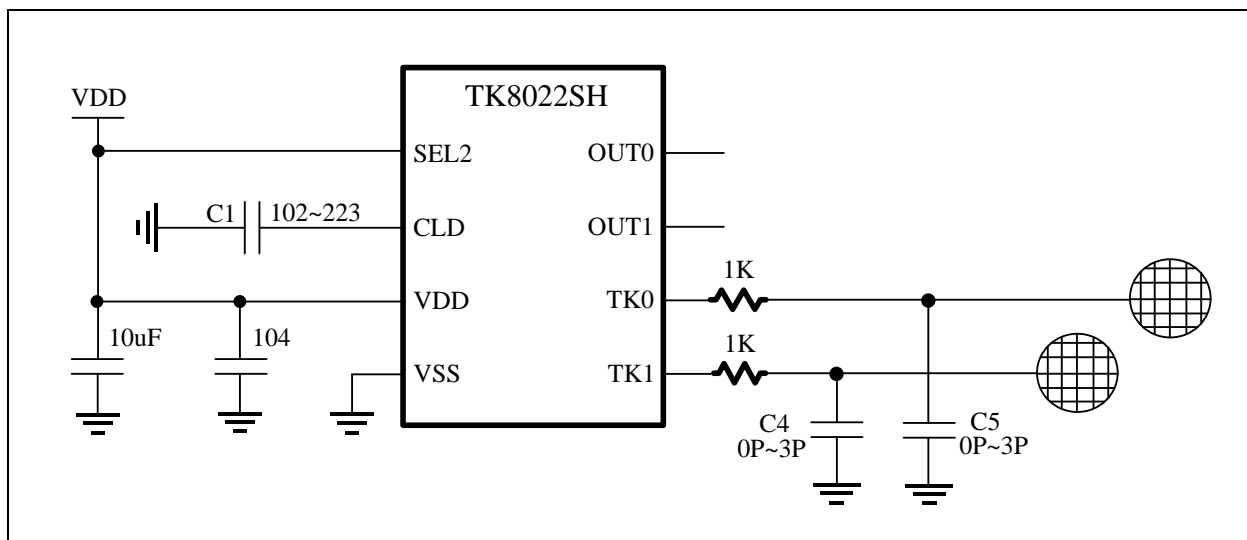 TK8022SH
VDD
SEL2
OUT0
C1
102~223
CLD
OUT1
1K
VDD
TK0
10uF
104
1K
VSS
TK1
C4
0P~3P
C5
0P~3P